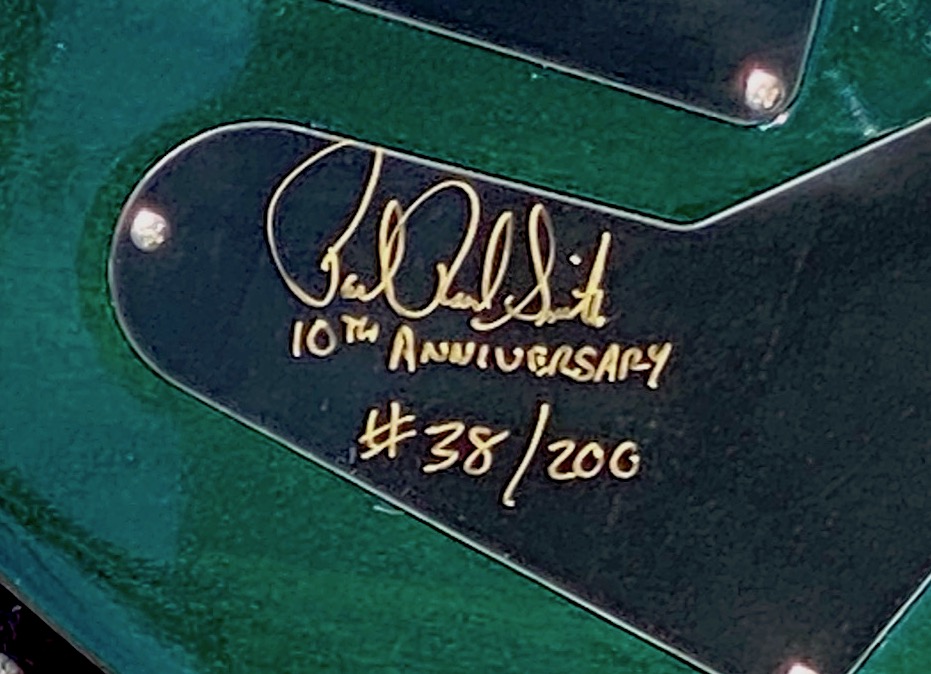 Paul Reed Smith
10TH ANNIVERSARY
#38/200